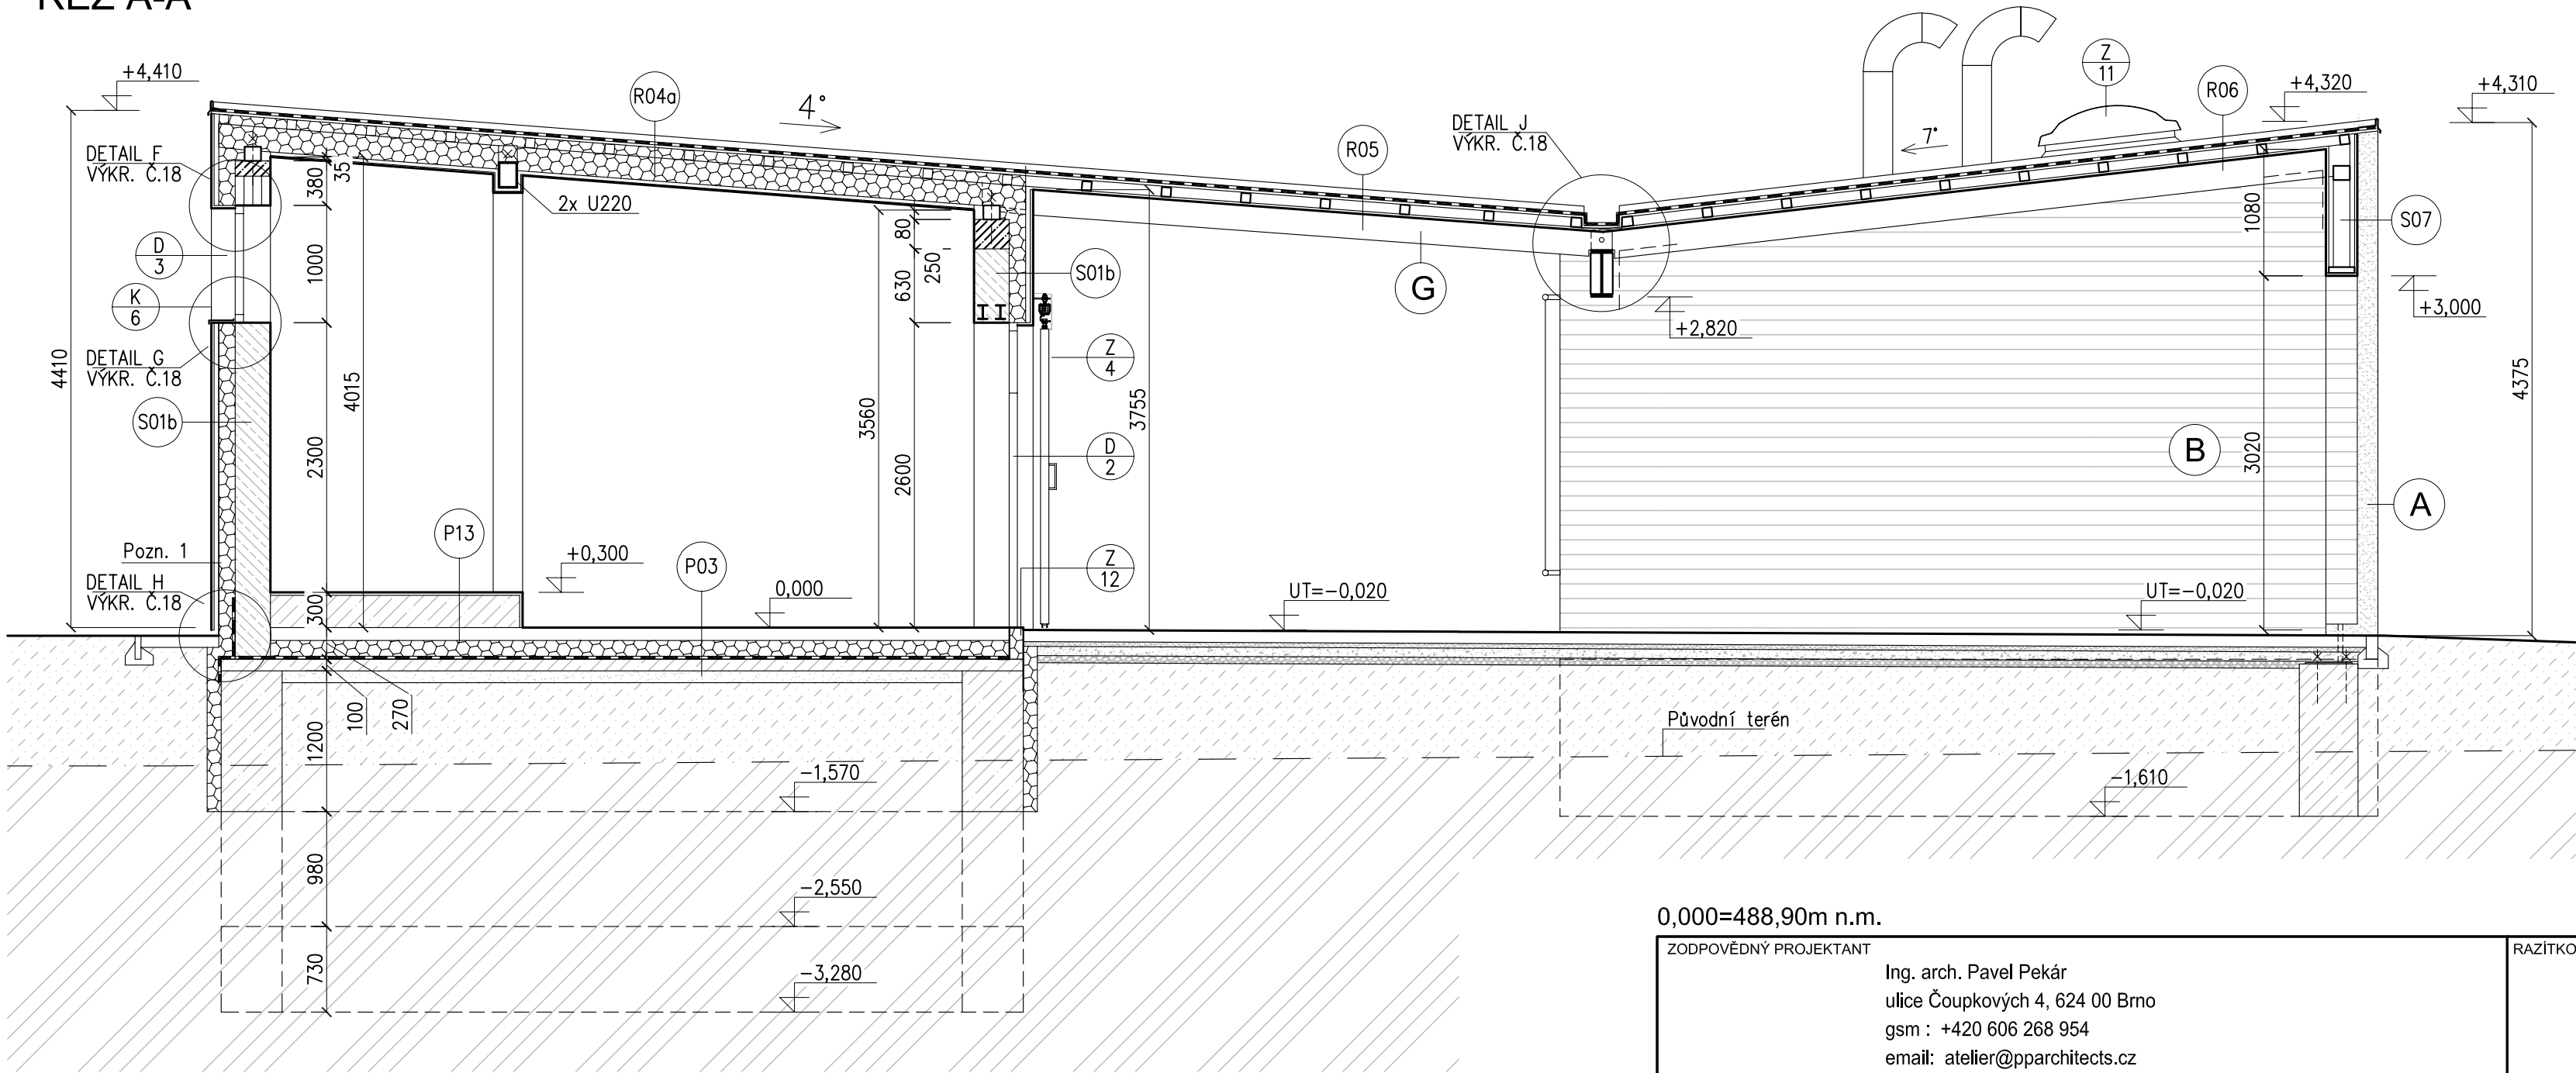 ŘEZ A-A
+4,410
4°
R04a
Z
11
R06
+4,320
+4,310
DETAIL F
VÝKR. Č.18
DETAIL J
VÝKR. Č.18
R05
7°
380
35
2x U220
D
3
1000
80
250
630
S01b
G
1080
S07
K
6
+3,000
+2,820
DETAIL G
VÝKR. Č.18
Z
4
4410
4015
3560
3755
4375
S01b
2300
2600
D
2
B
3020
A
P13
Pozn. 1
+0,300
P03
Z
12
DETAIL H
VÝKR. Č.18
300
0,000
UT=-0,020
UT=-0,020
100
270
1200
Původní terén
-1,570
-1,610
980
-2,550
730
-3,280
0,000=488,90m n.m.
ZODPOVĚDNÝ PROJEKTANT
RAZÍTKO
Ing. arch. Pavel Pekár
ulice Čoupkových 4, 624 00 Brno
gsm : +420 606 268 954
email: atelier@pparchitects.cz